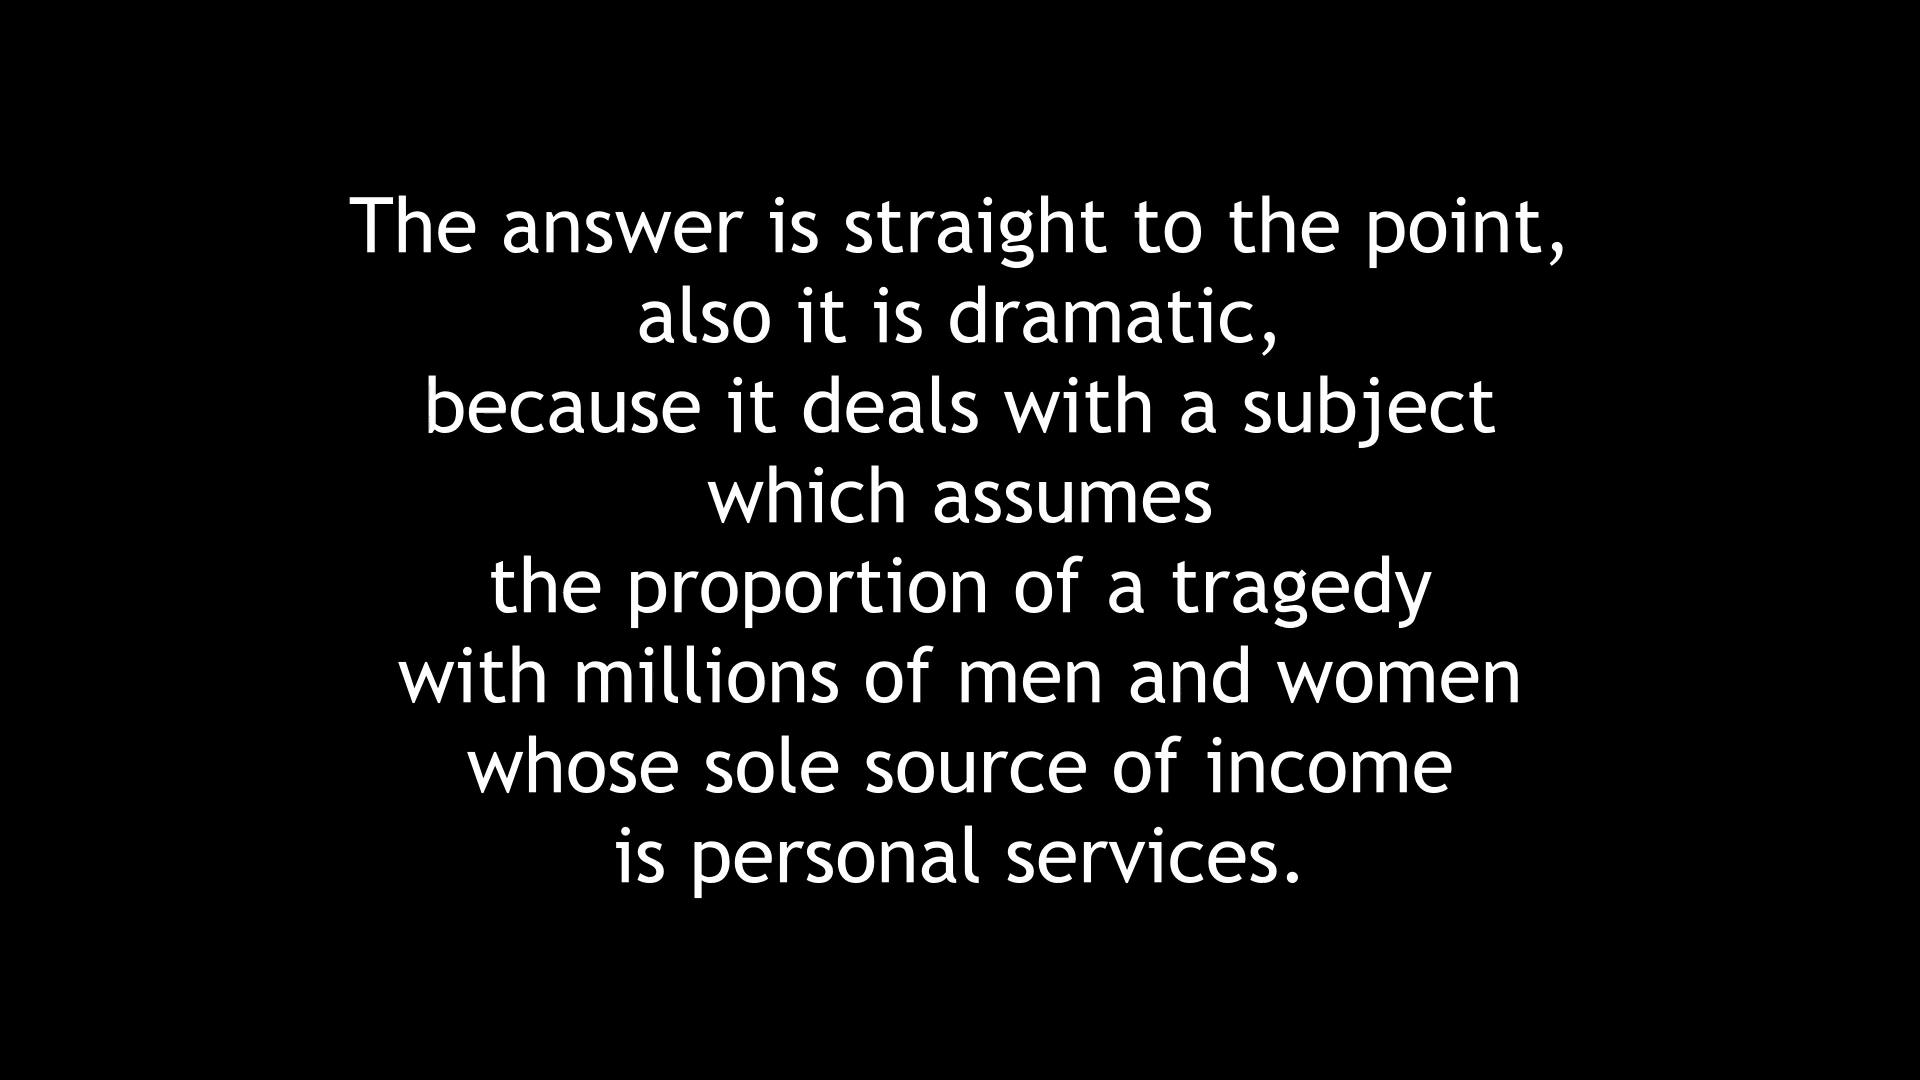 The answer is straight to the point,
also it is dramatic,
because it deals with a subject
which assumes
the proportion of a tragedy
with millions of men and women
whose sole source of income
is personal services.